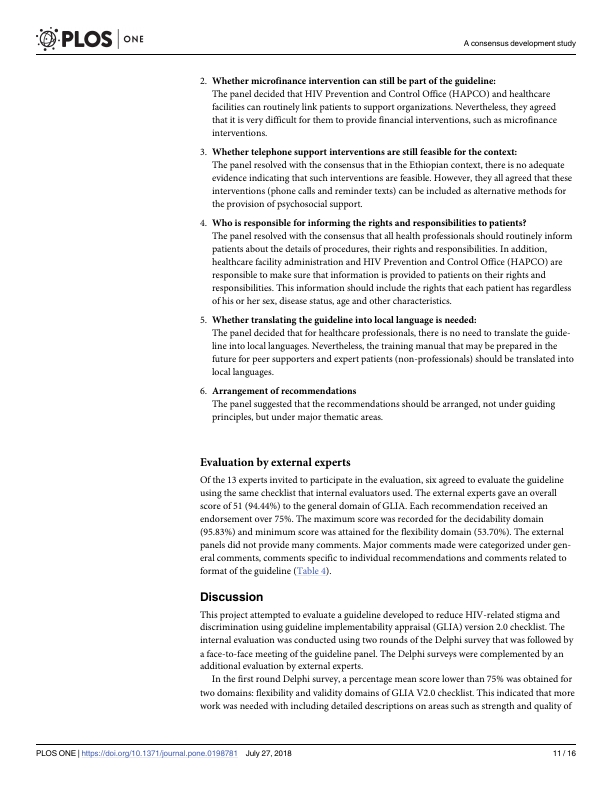 PLOS ONE
A consensus development study
2. Whether microfinance intervention can still be part of the guideline:
The panel decided that HIV Prevention and Control Office (HAPCO) and healthcare
facilities can routinely link patients to support organizations. Nevertheless, they agreed
that it is very difficult for them to provide financial interventions, such as microfinance
interventions.
3. Whether telephone support interventions are still feasible for the context:
The panel resolved with the consensus that in the Ethiopian context, there is no adequate
evidence indicating that such interventions are feasible. However, they all agreed that these
interventions (phone calls and reminder texts) can be included as alternative methods for
the provision of psychosocial support.
4. Who is responsible for informing the rights and responsibilities to patients?
The panel resolved with the consensus that all health professionals should routinely inform
patients about the details of procedures, their rights and responsibilities. In addition,
healthcare facility administration and HIV Prevention and Control Office (HAPCO) are
responsible to make sure that information is provided to patients on their rights and
responsibilities. This information should include the rights that each patient has regardless
of his or her sex, disease status, age and other characteristics.
5. Whether translating the guideline into local language is needed:
The panel decided that for healthcare professionals, there is no need to translate the guide-
line into local languages. Nevertheless, the training manual that may be prepared in the
future for peer supporters and expert patients (non-professionals) should be translated into
local languages.
6. Arrangement of recommendations
The panel suggested that the recommendations should be arranged, not under guiding
principles, but under major thematic areas.
Evaluation by external experts
Of the 13 experts invited to participate in the evaluation, six agreed to evaluate the guideline
using the same checklist that internal evaluators used. The external experts gave an overall
score of 51 (94.44%) to the general domain of GLIA. Each recommendation received an
endorsement over 75%. The maximum score was recorded for the decidability domain
(95.83%) and minimum score was attained for the flexibility domain (53.70%). The external
panels did not provide many comments. Major comments made were categorized under gen-
eral comments, comments specific to individual recommendations and comments related to
format of the guideline (Table 4).
Discussion
This project attempted to evaluate a guideline developed to reduce HIV-related stigma and
discrimination using guideline implementability appraisal (GLIA) version 2.0 checklist. The
internal evaluation was conducted using two rounds of the Delphi survey that was followed by
a face-to-face meeting of the guideline panel. The Delphi surveys were complemented by an
additional evaluation by external experts.
In the first round Delphi survey, a percentage mean score lower than 75% was obtained for
two domains: flexibility and validity domains of GLIA V2.0 checklist. This indicated that more
work was needed with including detailed descriptions on areas such as strength and quality of
PLOS ONE | https://doi.org/10.1371/journal.pone.0198781 July 27, 2018
11 / 16